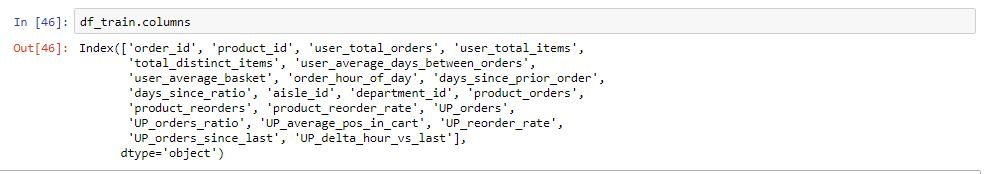 In [46]: df_train.columns
Out[46]: Index(['order_id', 'product_id', 'user_total_orders', 'user_total_items',
'total_distinct_items', 'user_average_days_between_orders',
'user_average_basket', 'order_hour_of_day', 'days_since_prior_order',
'days_since_ratio', 'aisle_id', 'department_id', 'product_orders',
'product_reorders', 'product_reorder_rate', 'UP_orders',
'UP_orders_ratio', 'UP_average_pos_in_cart', 'UP_reorder_rate',
'UP_orders_since_last', 'UP_delta_hour_vs_last'],
dtype='object')